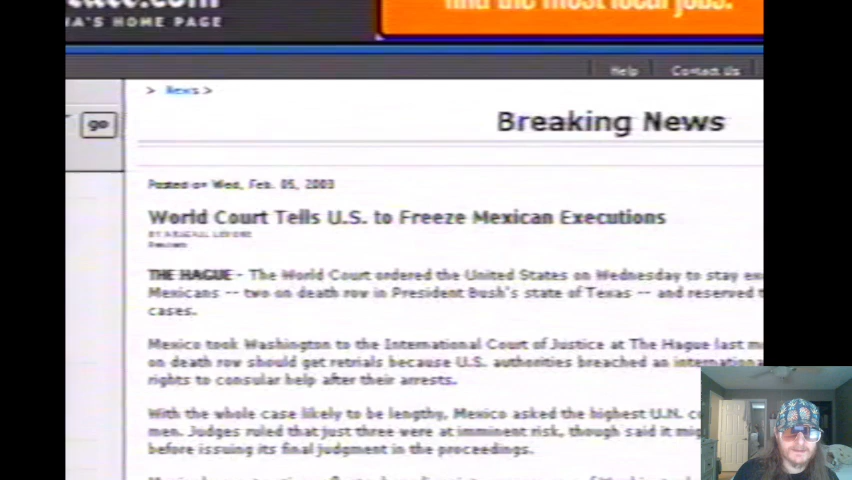 A'S HOME PAGE
find the most local jobs.
Help
Contact Us
> News >
go
Breaking News
Posted on Wed, Feb. 05, 2003
World Court Tells U.S. to Freeze Mexican Executions
THE HAGUE - The World Court ordered the United States on Wednesday to stay
Mexicans -- two on death row in President Bush's state of Texas -- and reserved
cases.
Mexico took Washington to the International Court of Justice at The Hague last
on death row should get retrials because U.S. authorities breached an
rights to consular help after their arrests.
With the whole case likely to be lengthy, Mexico asked the highest U.N.
men. Judges ruled that just three were at imminent risk, though said it
before issuing its final judgment in the proceedings.